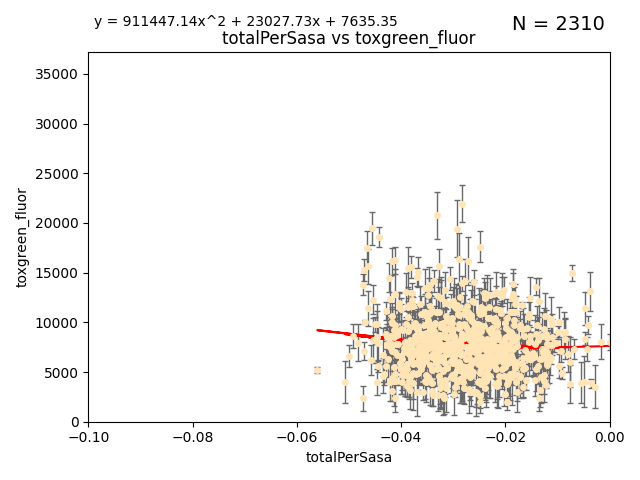 y = 911447.14x^2 + 23027.73x + 7635.35
N = 2310
totalPerSasa vs toxgreen_fluor
toxgreen_fluor
35000
30000
25000
20000
15000
10000
5000
0
−0.10
−0.08
−0.06
−0.04
−0.02
0.00
totalPerSasa